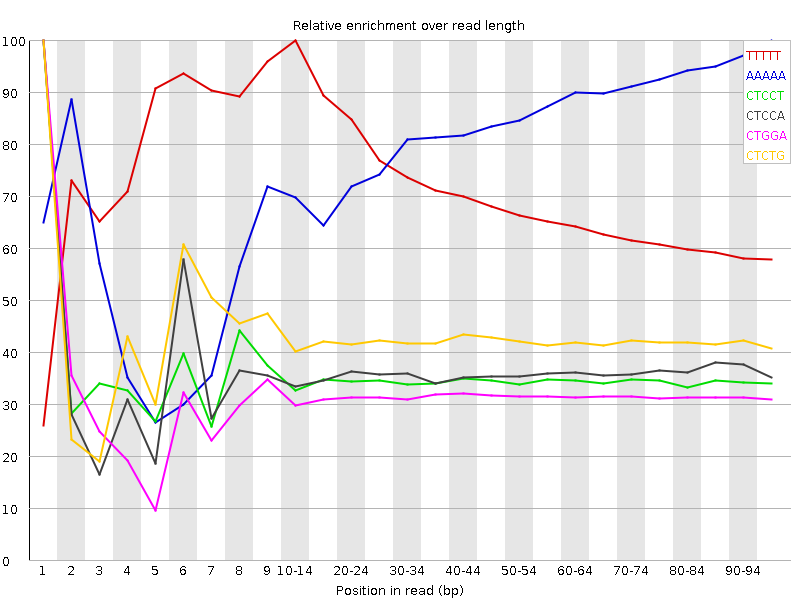 Relative enrichment over read length
100
90
80
70
60
50
40
30
20
10
0
TTTTT
AAAAA
CTCCT
CTCCA
CTGGA
CTCTG
1 2 3 4 5 6 7 8 9 10-14 20-24 30-34 40-44 50-54 60-64 70-74 80-84 90-94
Position in read (bp)